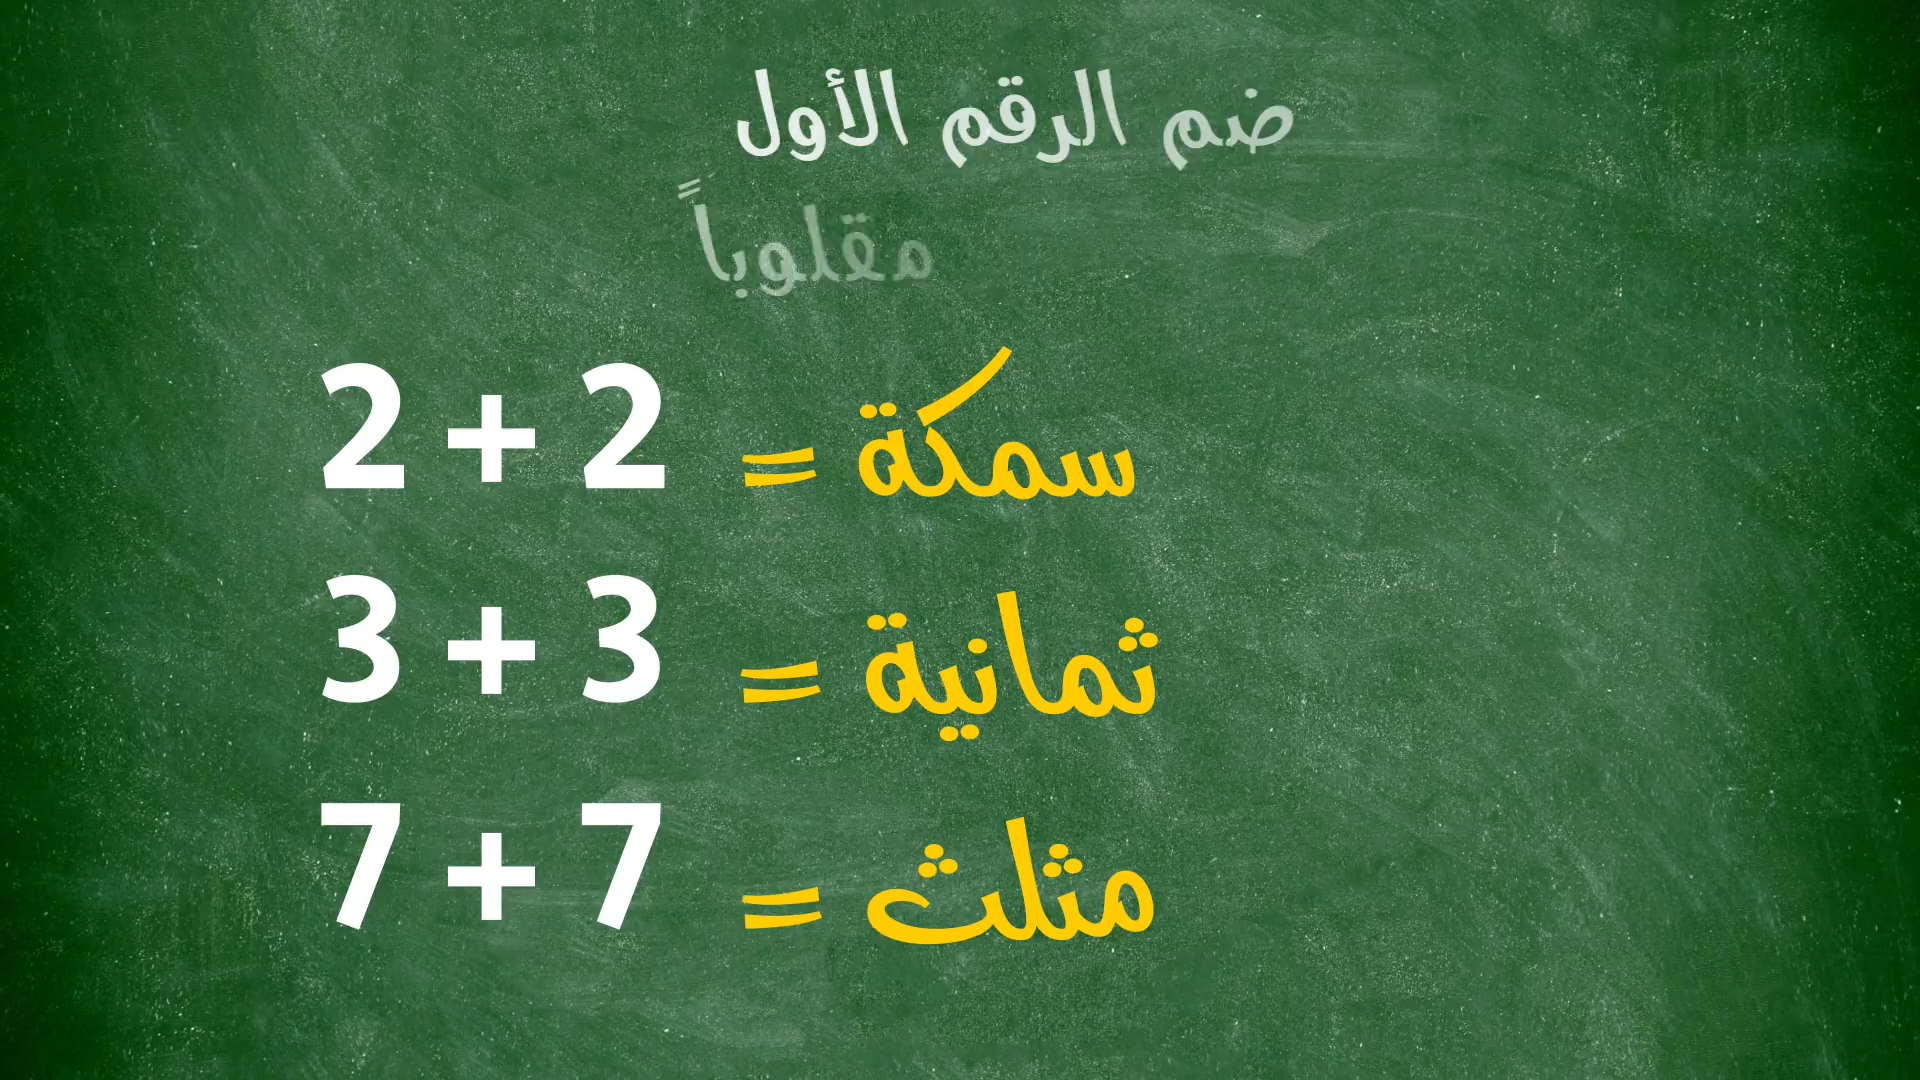 ضم الرقم الأول
مقلوباً
2 + 2 = سمكة
3 + 3 = ثمانية
7 + 7 = مثلث